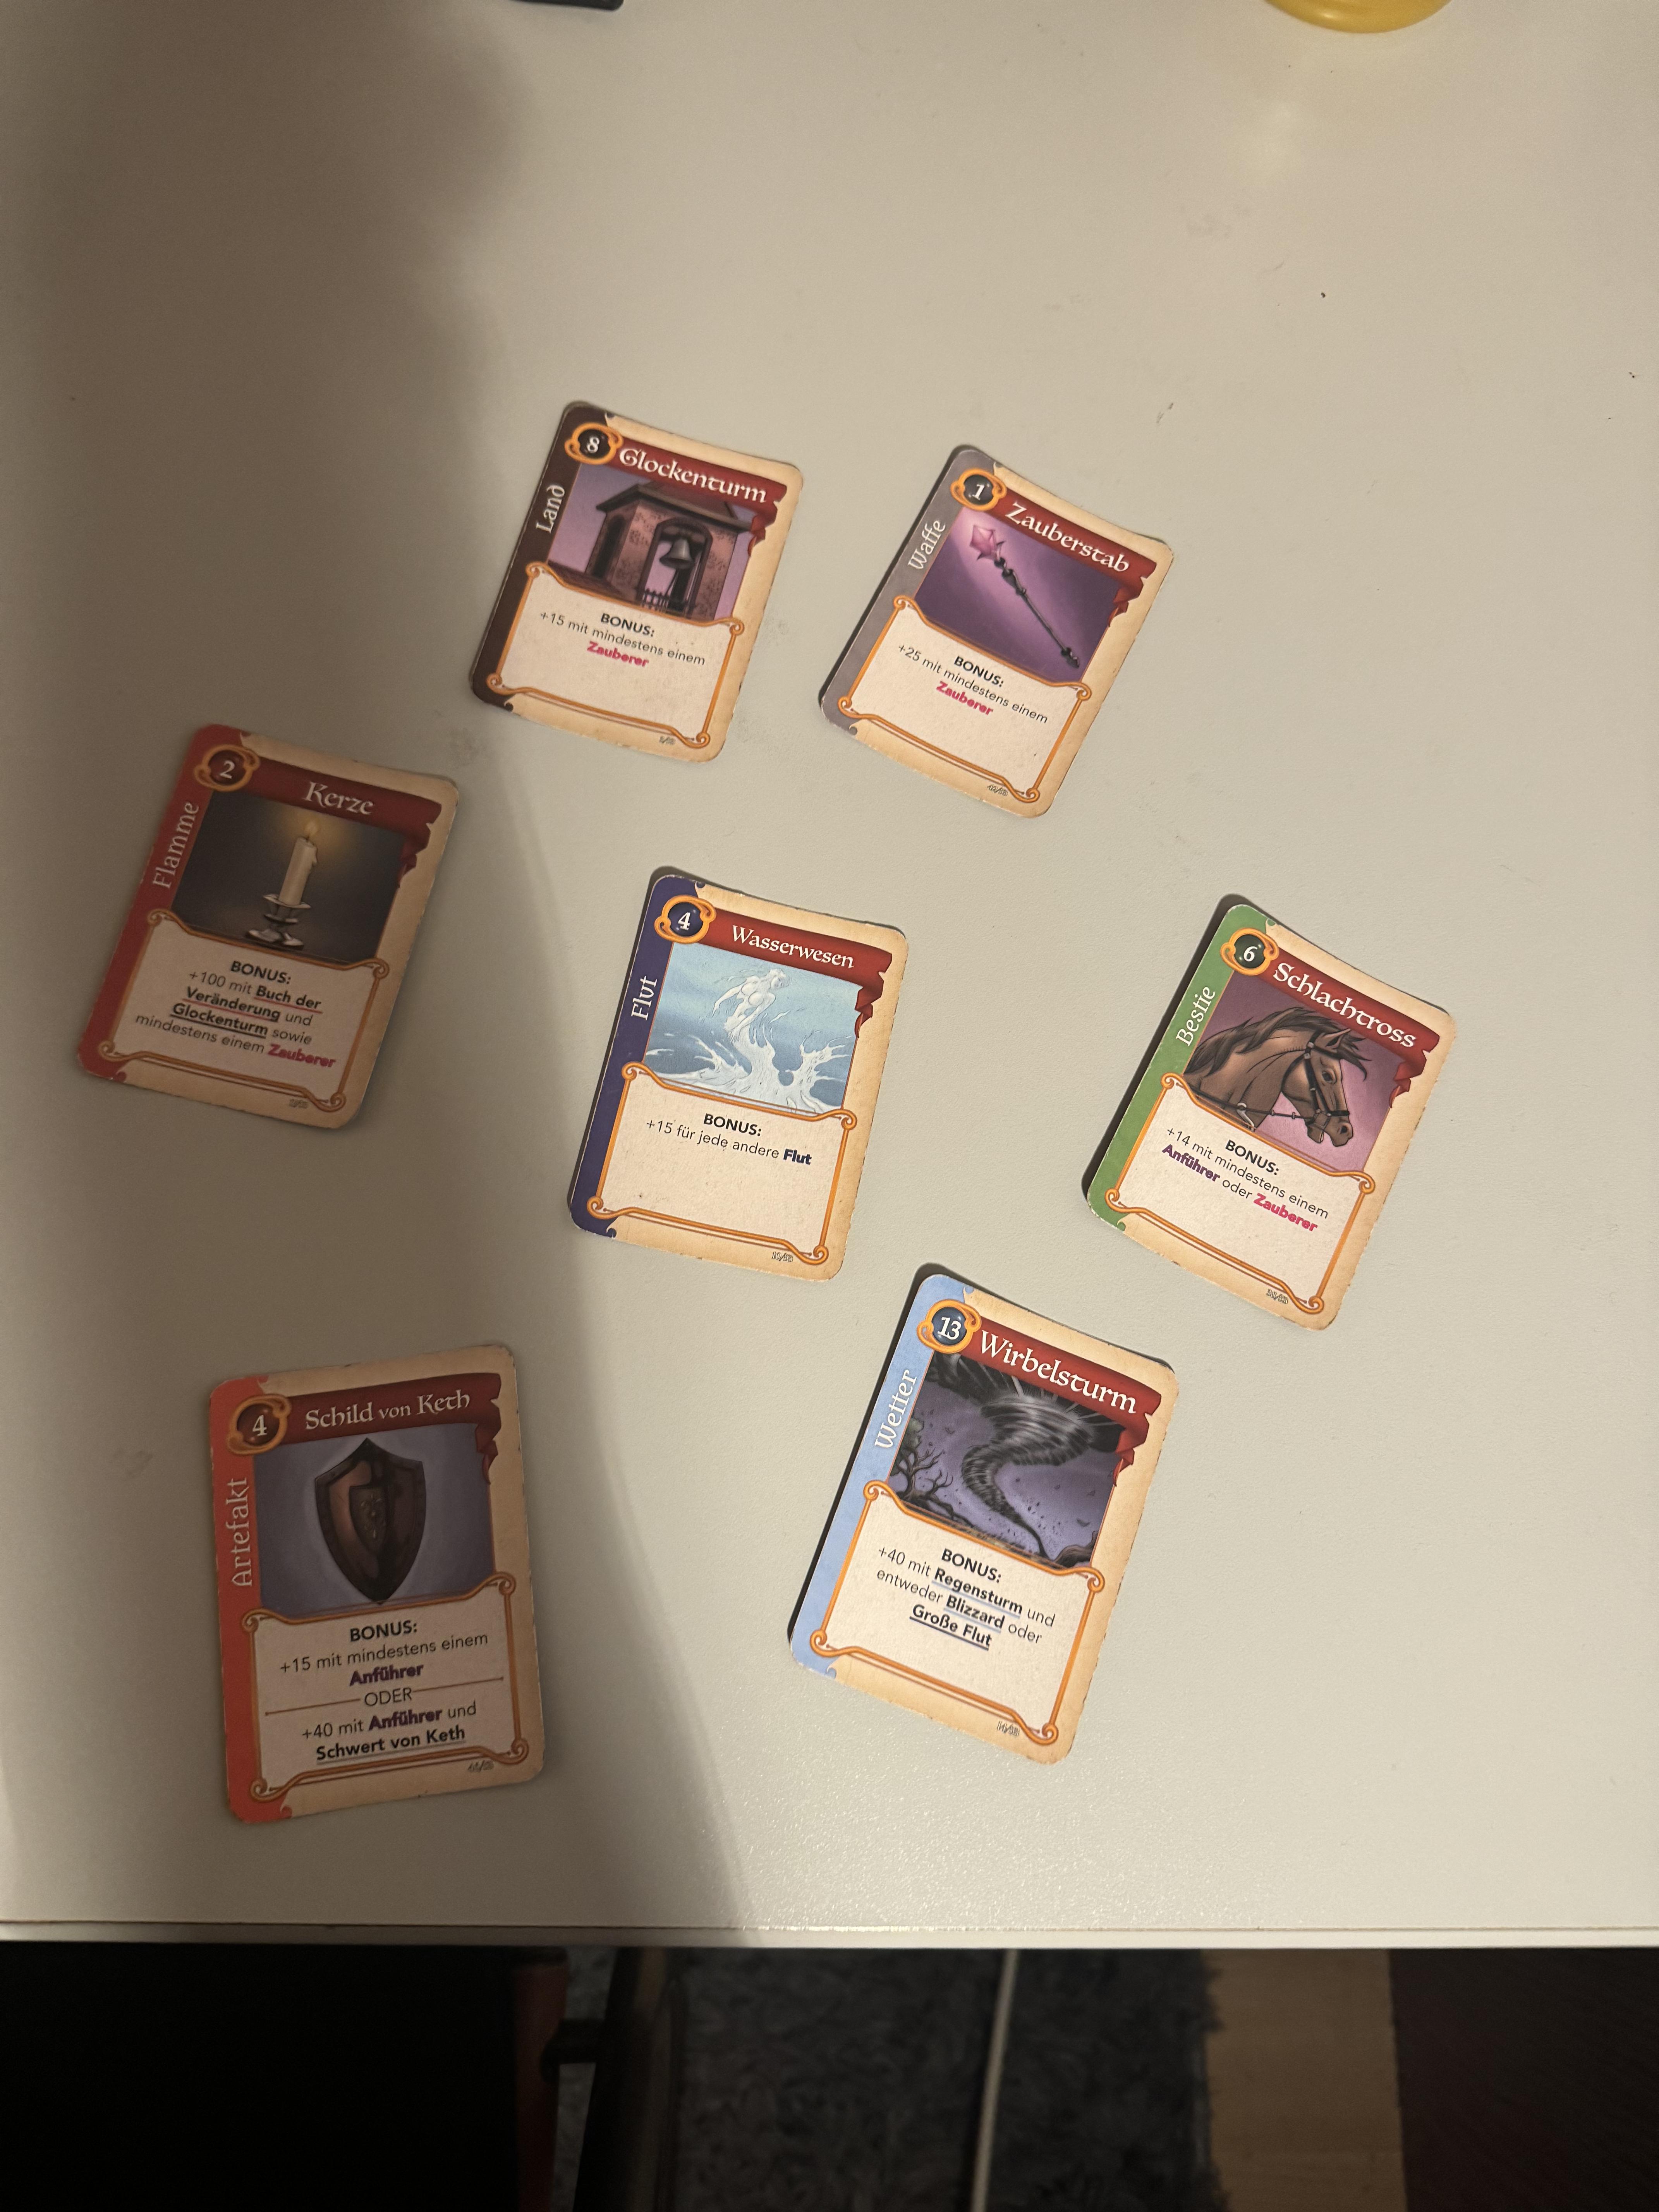 8
Glockenturm
Land
BONUS:
+15 mit mindestens einem
Zauberer
1
Zauberstab
Waffe
BONUS:
+25 mit mindestens einem
Zauberer
2
Kerze
Flamme
BONUS:
+100 mit Buch der
Veränderung und
Glockenturm sowie
mindestens einem Zauberer
4
Wasserwesen
Flut
BONUS:
+15 für jede andere Flut
6
Schlachtross
Bestie
BONUS:
+14 mit mindestens einem
Anführer oder Zauberer
4
Schild von Keth
Artefakt
BONUS:
+15 mit mindestens einem
Anführer
ODER
+40 mit Anführer und
Schwert von Keth
13
Wirbelsturm
Wetter
BONUS:
+40 mit Regensturm und
entweder Blizzard oder
Große Flut